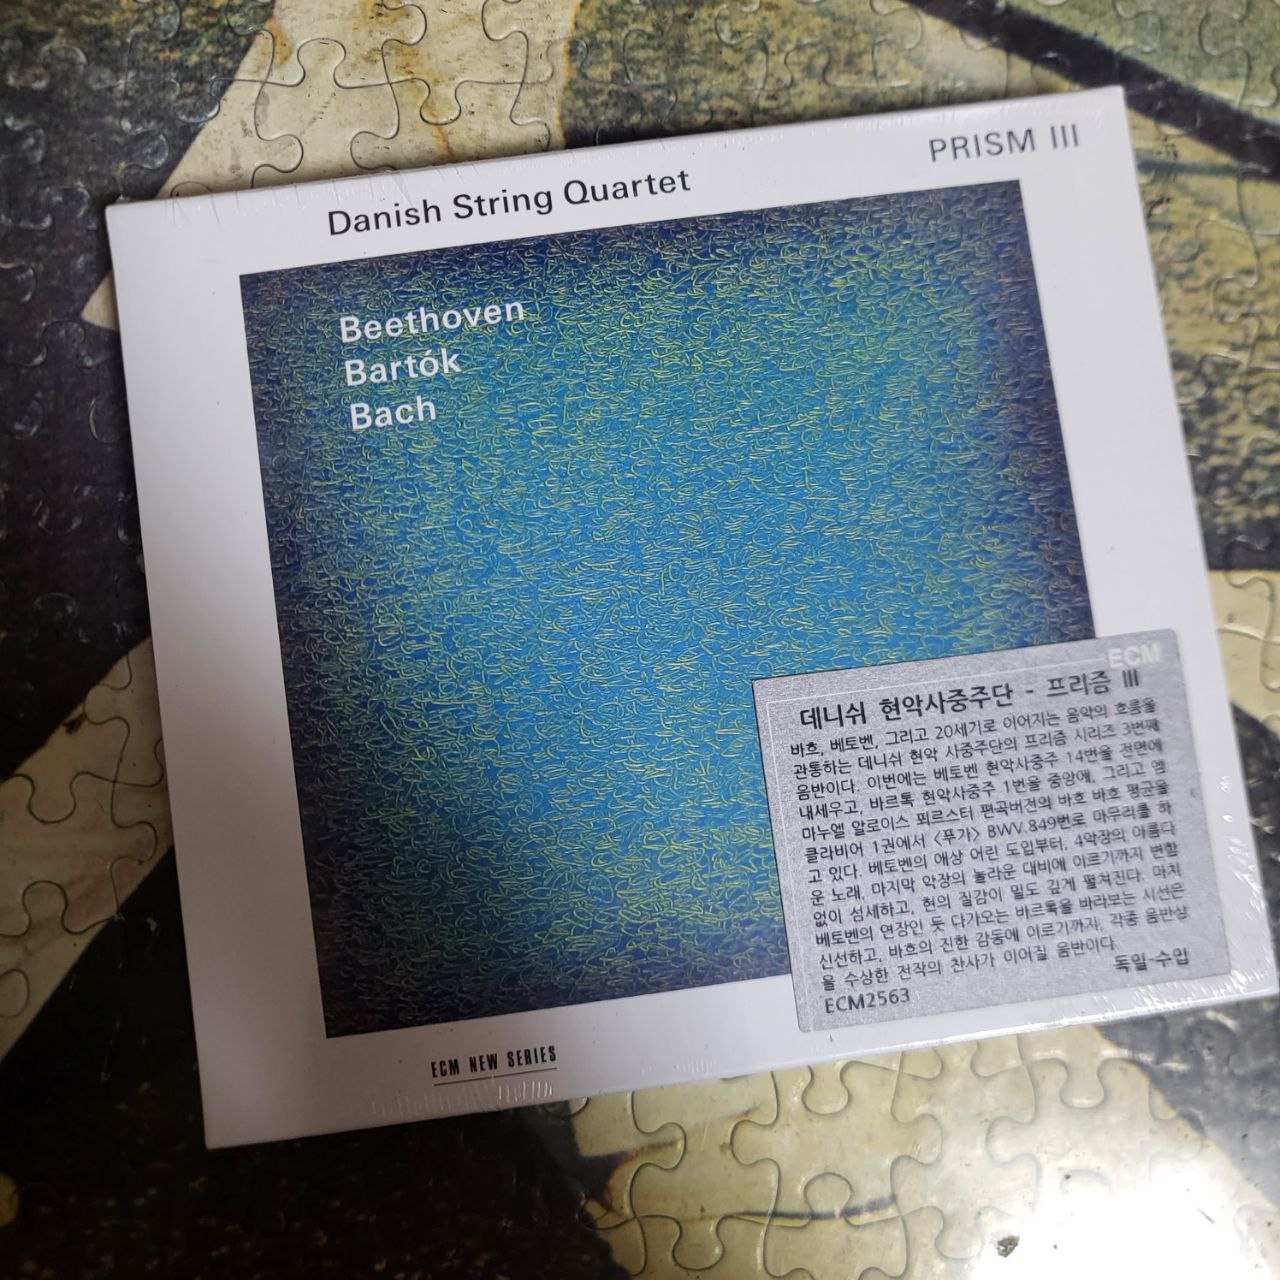 PRISM III
Danish String Quartet
Beethoven
Bartók
Bach
ECM
데니쉬 현악사중주단 - 프리즘 III
바흐, 베토벤, 그리고 20세기로 이어지는 음악의 흐름을
관통하는 데니쉬 현악 사중주단의 프리즘 시리즈 3번째
음반이다. 이번에는 베토벤 현악사중주 14번을 전면에
내세우고, 바르톡 현악사중주 1번을 중앙에, 그리고 엠
마누엘 알로이스 푀르스터 편곡버전의 바흐 바흐 평균율
클라비어 1권에서 <푸가> BWV.849번로 마무리를 하
고 있다. 베토벤의 애상 어린 도입부터, 4악장의 아름다
운 노래, 마지막 악장의 놀라운 대비에 이르기까지 변함
없이 섬세하고, 현의 질감이 밀도 깊게 펼쳐진다. 마치
베토벤의 연장인 듯 다가오는 바르톡을 바라보는 시선은
신선하고, 바흐의 진한 감동에 이르기까지, 각종 음반상
을 수상한 전작의 찬사가 이어질 음반이다.
독일-수입
ECM2563
ECM NEW SERIES